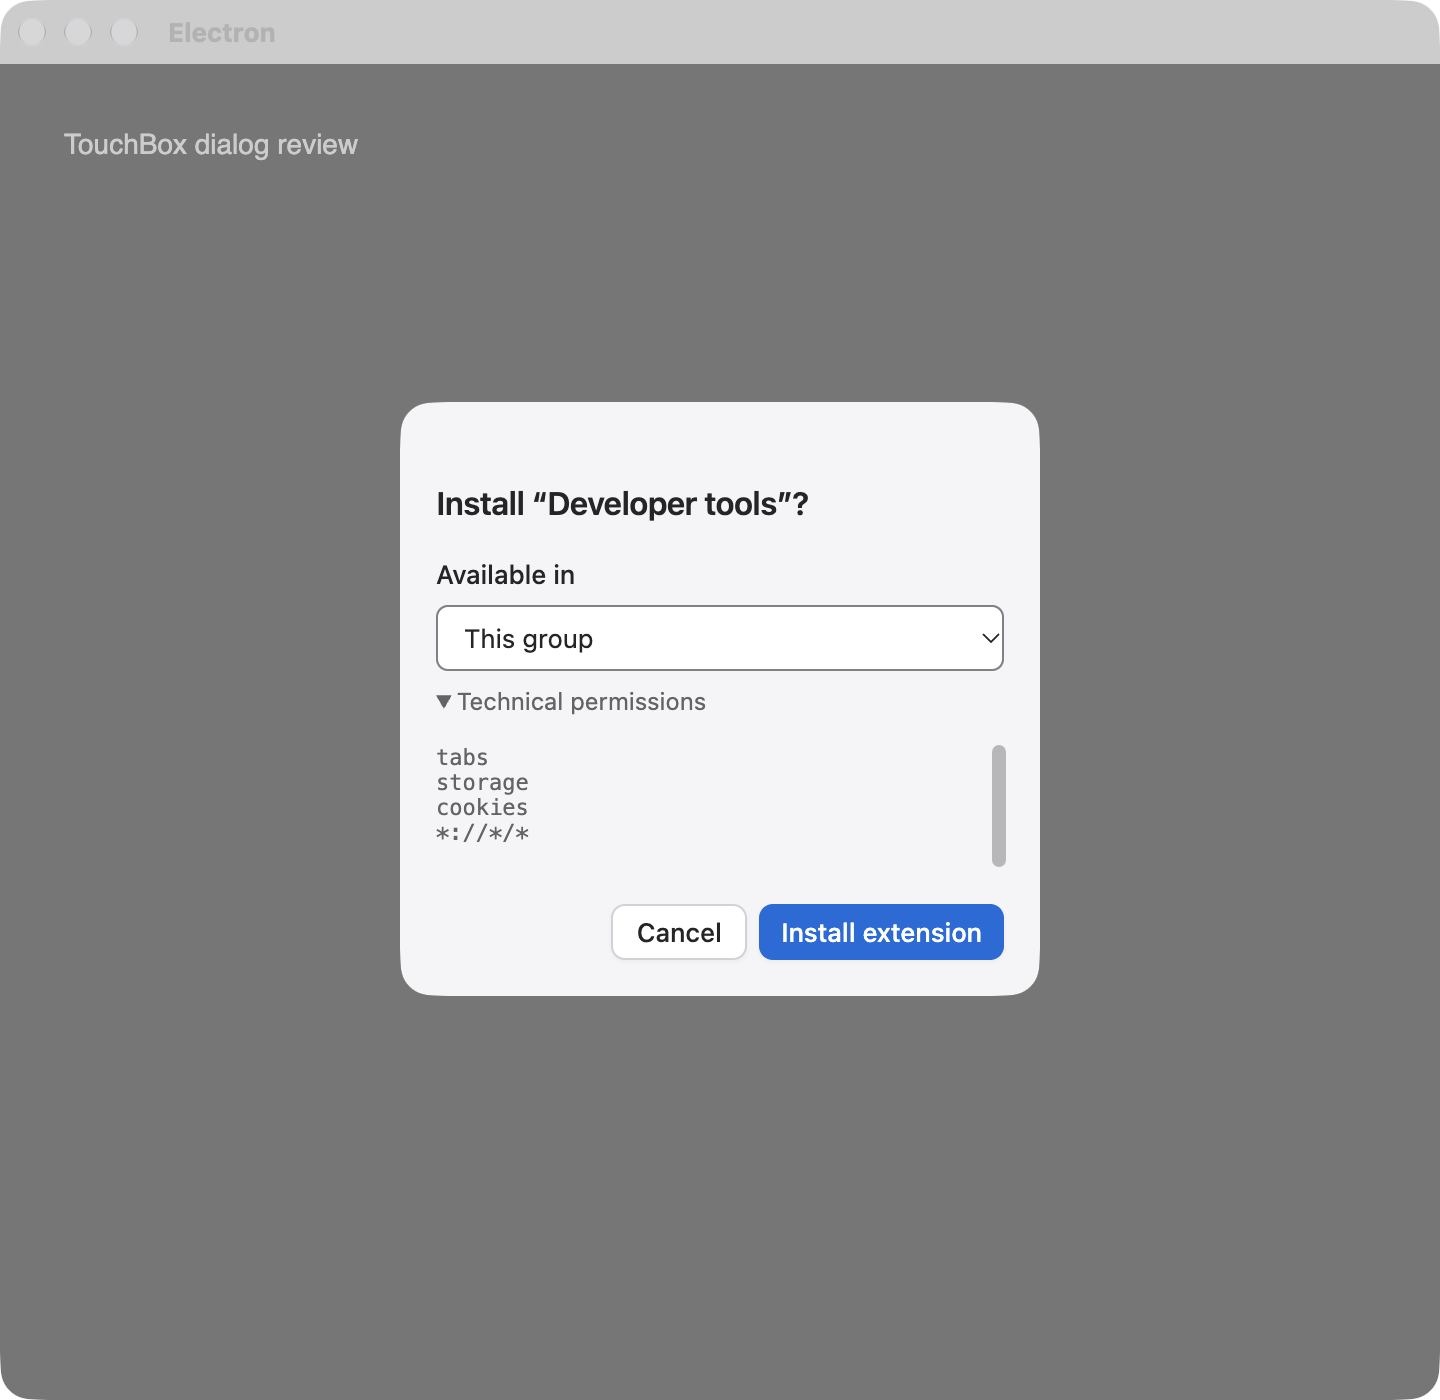 Electron
TouchBox dialog review
Install “Developer tools”?
Available in
This group
Technical permissions
tabs
storage
cookies
*://*/*
Cancel
Install extension